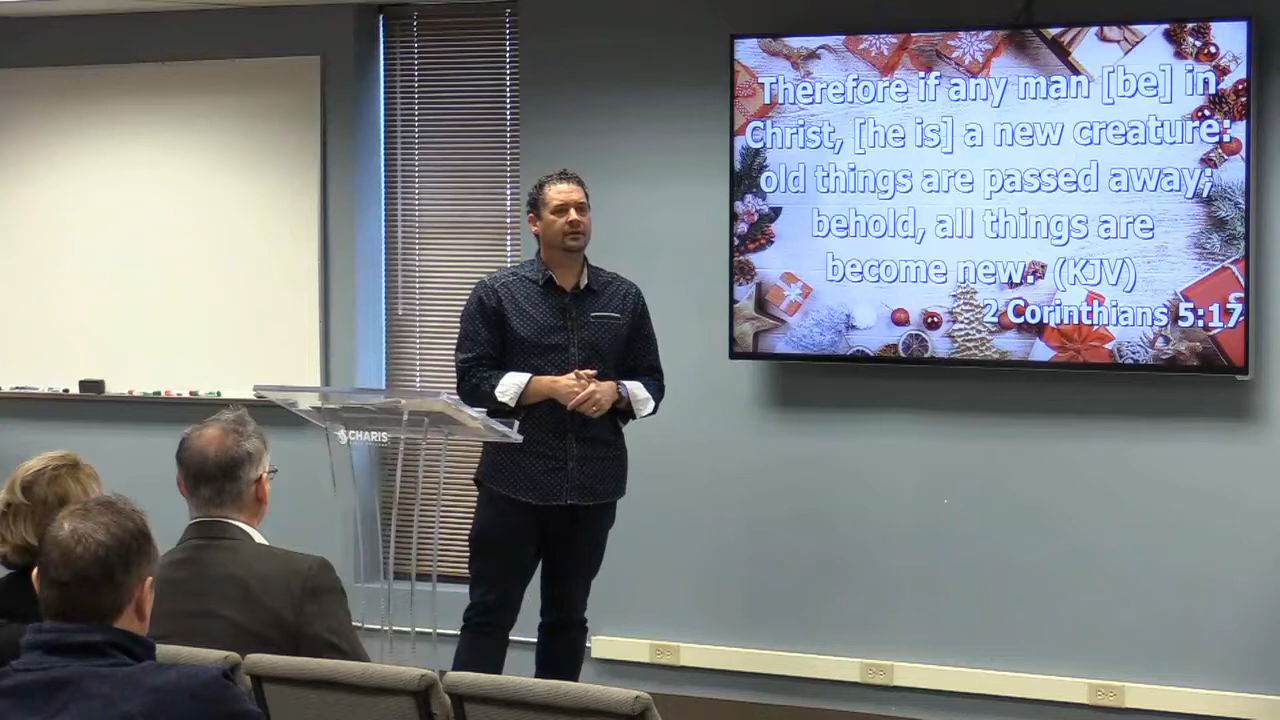 Therefore if any man [be] in
Christ, [he is] a new creature:
old things are passed away;
behold, all things are
become new. (KJV)
2 Corinthians 5:17
CHARIS